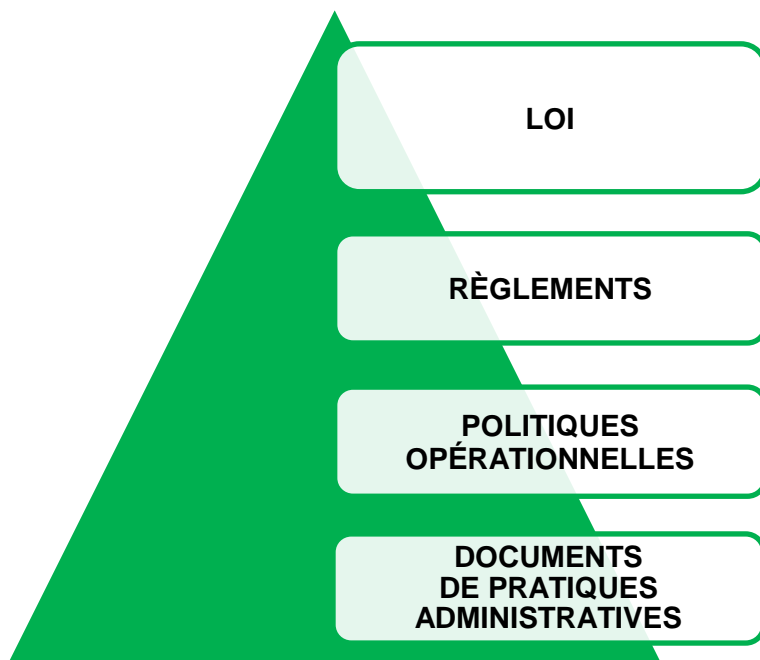 LOI
RÈGLEMENTS
POLITIQUES
OPÉRATIONNELLES
DOCUMENTS
DE PRATIQUES
ADMINISTRATIVES